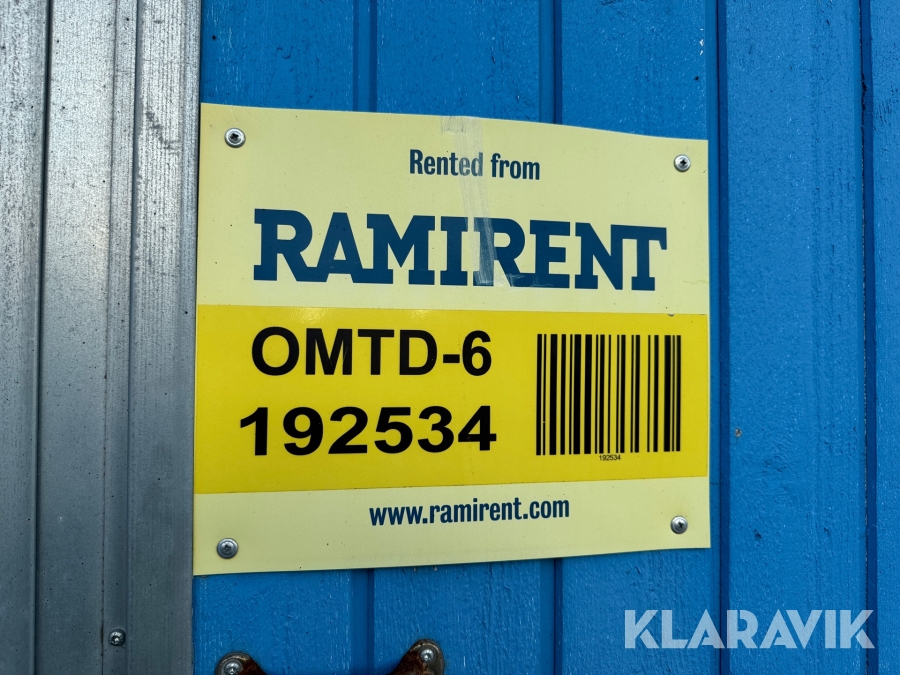 Rented from
RAMIRENT
OMTD-6
192534
192534
www.ramirent.com
KLARAVIK